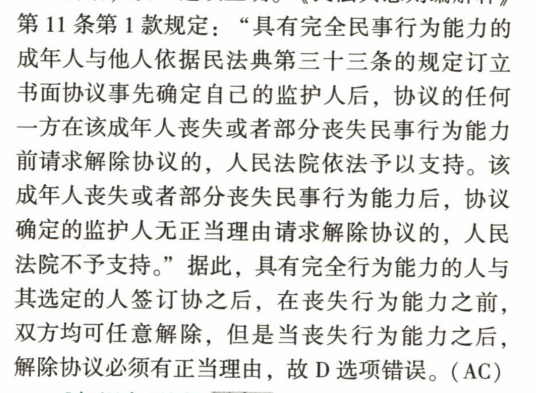 第 11 条第 1 款规定：“具有完全民事行为能力的
成年人与他人依据民法典第三十三条的规定订立
书面协议事先确定自己的监护人后，协议的任何
一方在该成年人丧失或者部分丧失民事行为能力
前请求解除协议的，人民法院依法予以支持。该
成年人丧失或者部分丧失民事行为能力后，协议
确定的监护人无正当理由请求解除协议的，人民
法院不予支持。”据此，具有完全行为能力的人与
其选定的人签订协之后，在丧失行为能力之前，
双方均可任意解除，但是当丧失行为能力之后，
解除协议必须有正当理由，故 D 选项错误。(AC)